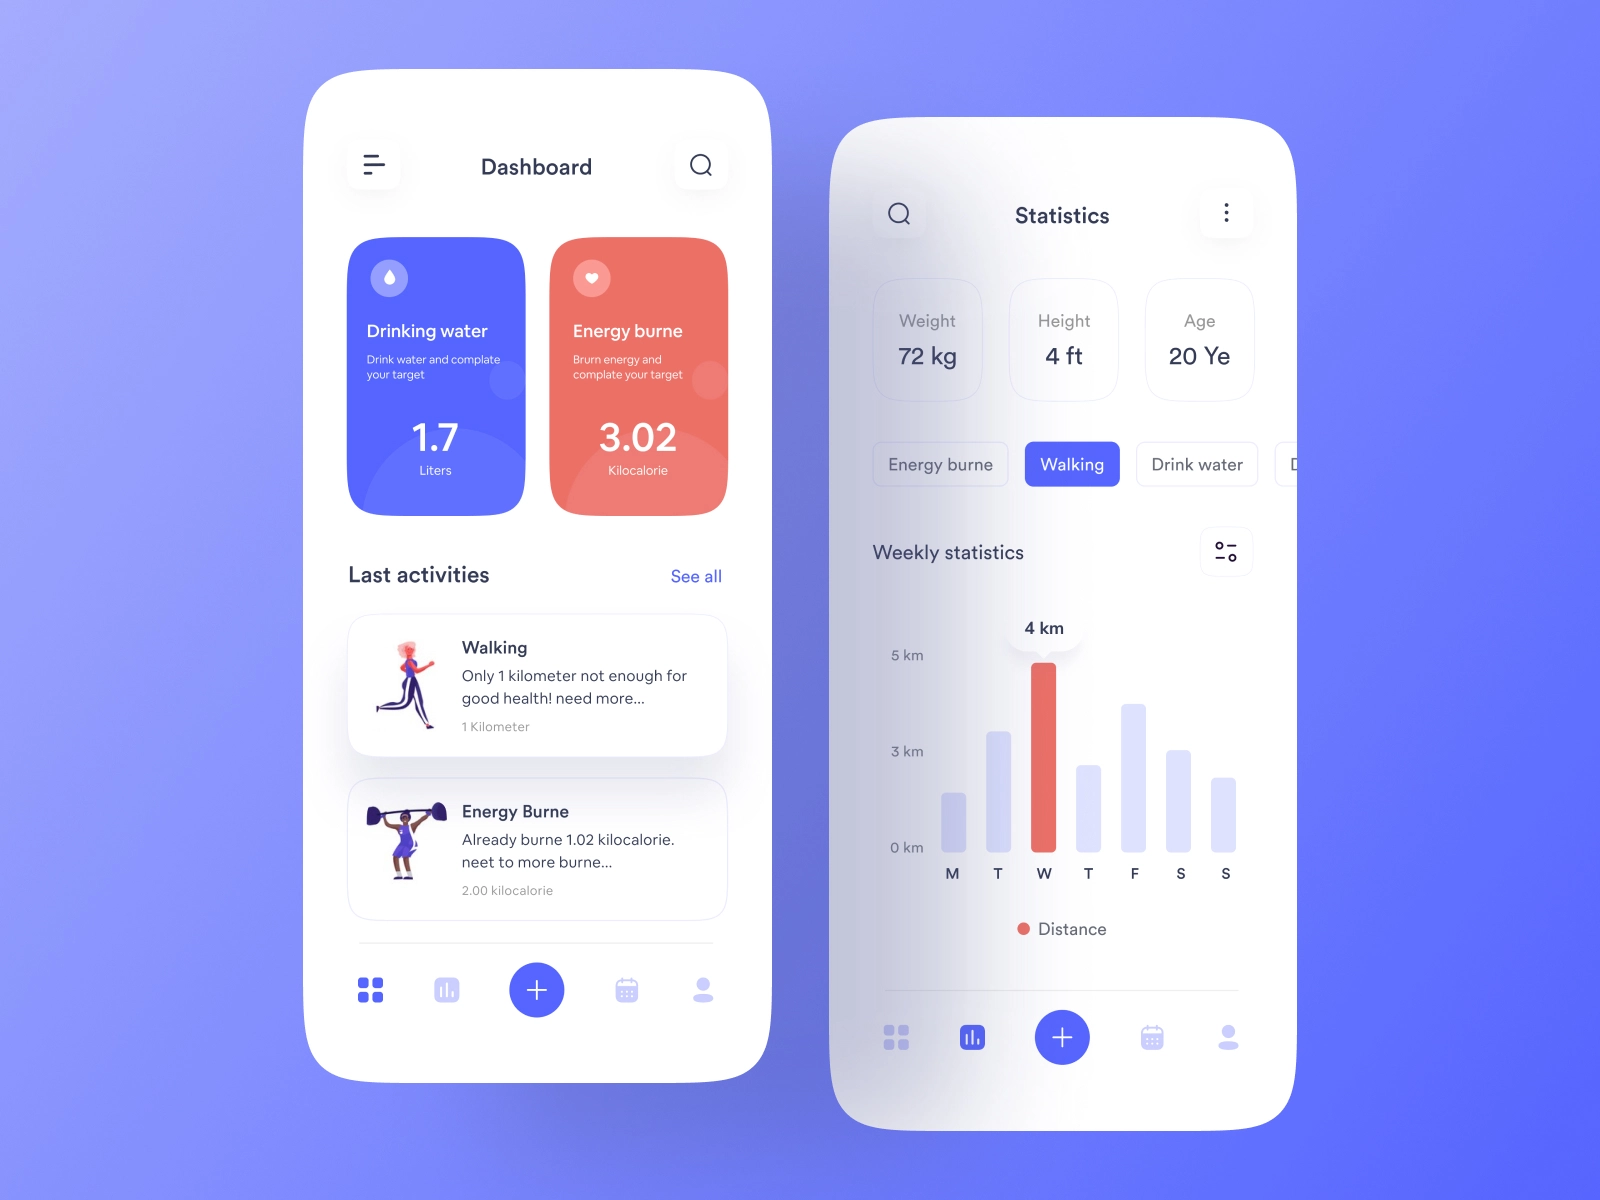 Dashboard
Drinking water
Drink water and complate
your target
1.7
Liters
Energy burne
Brurn energy and
complate your target
3.02
Kilocalorie
Last activities
See all
Walking
Only 1 kilometer not enough for
good health! need more...
1 Kilometer
Energy Burne
Already burne 1.02 kilocalorie.
neet to more burne...
2.00 kilocalorie
Statistics
Weight
72 kg
Height
4 ft
Age
20 Ye
Energy burne
Walking
Drink water
Weekly statistics
4 km
5 km
3 km
0 km
M T W T F S S
Distance